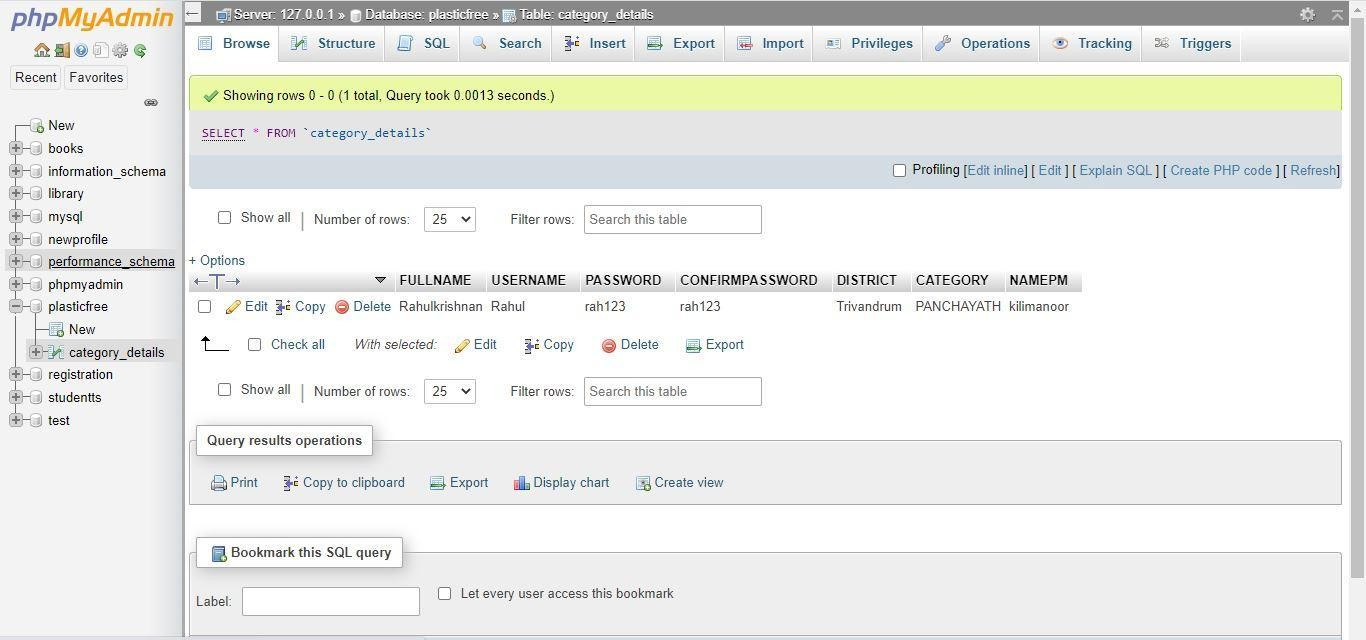 phpMyAdmin
Recent Favorites
New
books
information_schema
library
mysql
newprofile
performance_schema
phpmyadmin
plasticfree
New
category_details
registration
studentts
test
Server: 127.0.0.1 » Database: plasticfree » Table: category_details
Browse Structure SQL Search Insert Export Import Privileges Operations Tracking Triggers
Showing rows 0 - 0 (1 total, Query took 0.0013 seconds.)
SELECT * FROM `category_details`
Profiling [Edit inline] [ Edit ] [ Explain SQL ] [ Create PHP code ] [ Refresh]
Show all | Number of rows: 25 Filter rows: Search this table
+ Options
←T→ FULLNAME USERNAME PASSWORD CONFIRMPASSWORD DISTRICT CATEGORY NAMEPM
Edit Copy Delete Rahulkrishnan Rahul rah123 rah123 Trivandrum PANCHAYATH kilimanoor
Check all With selected: Edit Copy Delete Export
Show all | Number of rows: 25 Filter rows: Search this table
Query results operations
Print Copy to clipboard Export Display chart Create view
Bookmark this SQL query
Label: Let every user access this bookmark